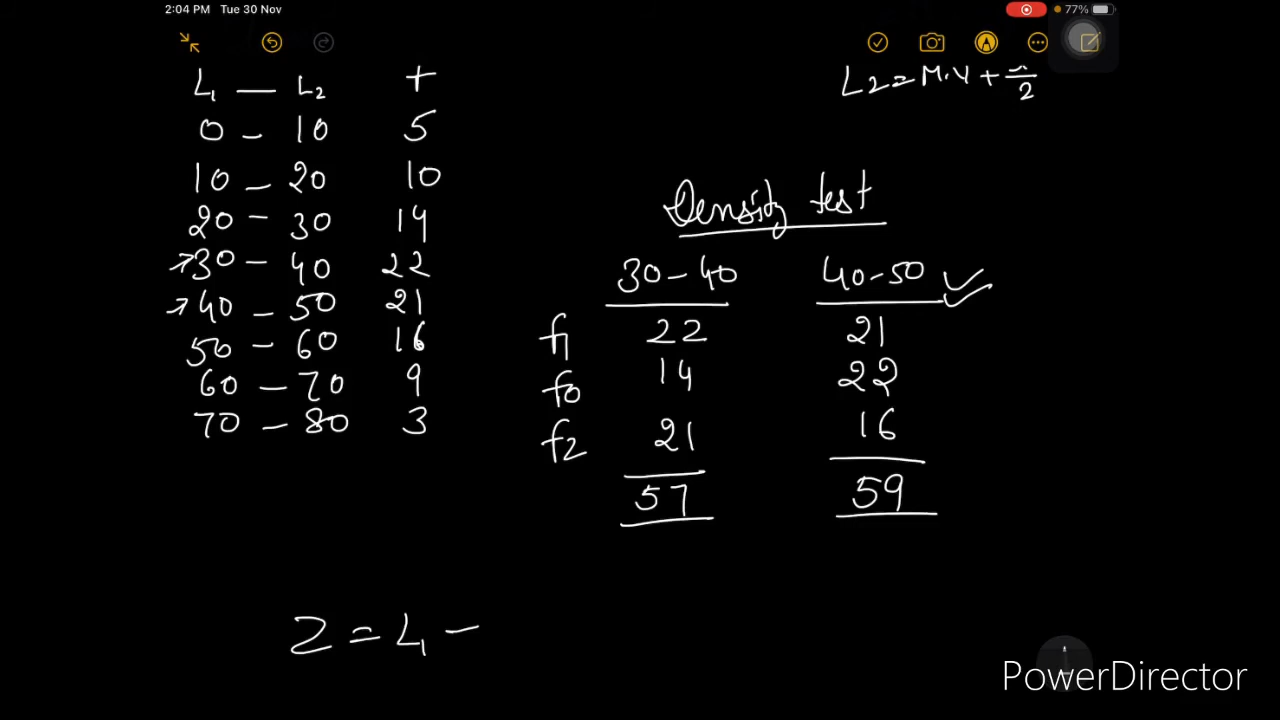 2:04 PM Tue 30 Nov
77%
L1 — L2 f
L2 = M.V +
2
0 - 10 5
10 - 20 10
20 - 30 14
→30 - 40 22
→40 - 50 21
50 - 60 16
60 - 70 9
70 - 80 3
Density test
30-40 40-50 ✓
f1 22 21
f0 14 22
f2 21 16
57 59
Z = L1 -
PowerDirector